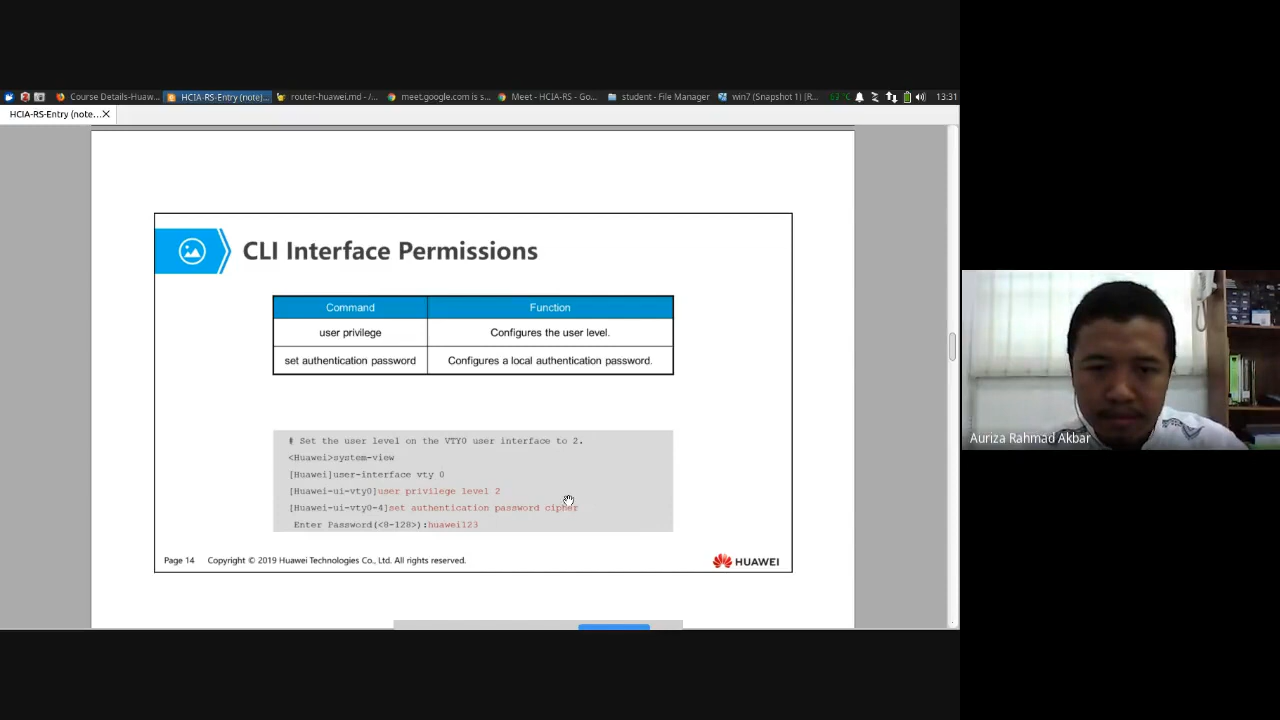 Course Details-Huaw...
HCIA-RS-Entry (note)...
router-huawei.md - /...
meet.google.com is s...
Meet - HCIA-RS - Go...
student - File Manager
win7 (Snapshot 1) [R...
13:31
HCIA-RS-Entry (note...
CLI Interface Permissions
Command Function
user privilege Configures the user level.
set authentication password Configures a local authentication password.
# Set the user level on the VTY0 user interface to 2.
<Huawei>system-view
[Huawei]user-interface vty 0
[Huawei-ui-vty0]user privilege level 2
[Huawei-ui-vty0-4]set authentication password cipher
Enter Password(<8-128>):huawei123
Page 14 Copyright © 2019 Huawei Technologies Co., Ltd. All rights reserved.
HUAWEI
Auriza Rahmad Akbar